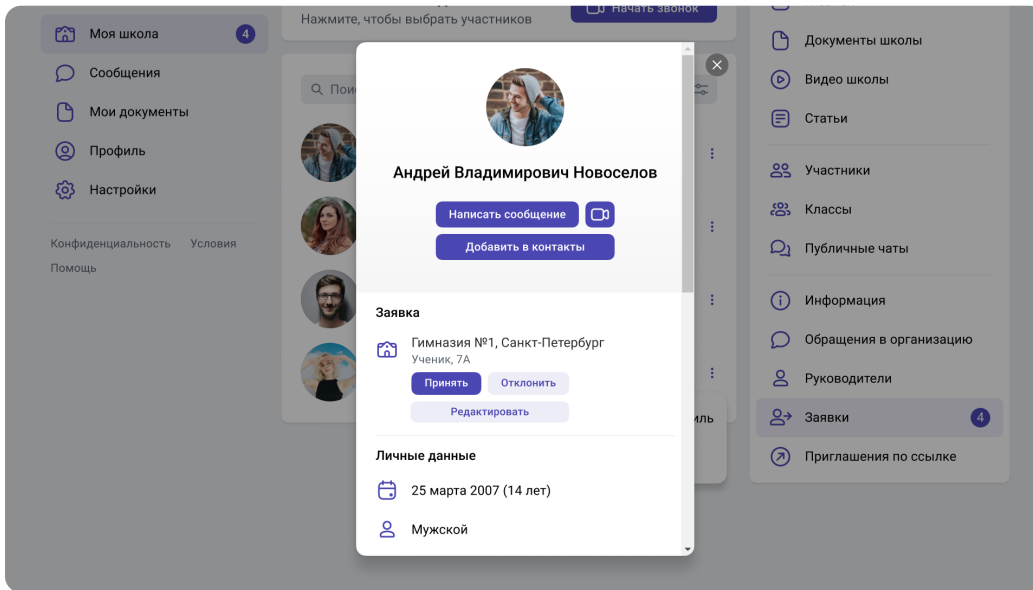 Моя школа
4
Сообщения
Мои документы
Профиль
Настройки
Конфиденциальность Условия
Помощь
Нажмите, чтобы выбрать участников
Начать звонок
Андрей Владимирович Новоселов
Написать сообщение
Добавить в контакты
Заявка
Гимназия №1, Санкт-Петербург
Ученик, 7А
Принять Отклонить
Редактировать
Личные данные
25 марта 2007 (14 лет)
Мужской
Документы школы
Видео школы
Статьи
Участники
Классы
Публичные чаты
Информация
Обращения в организацию
Руководители
Заявки
4
Приглашения по ссылке